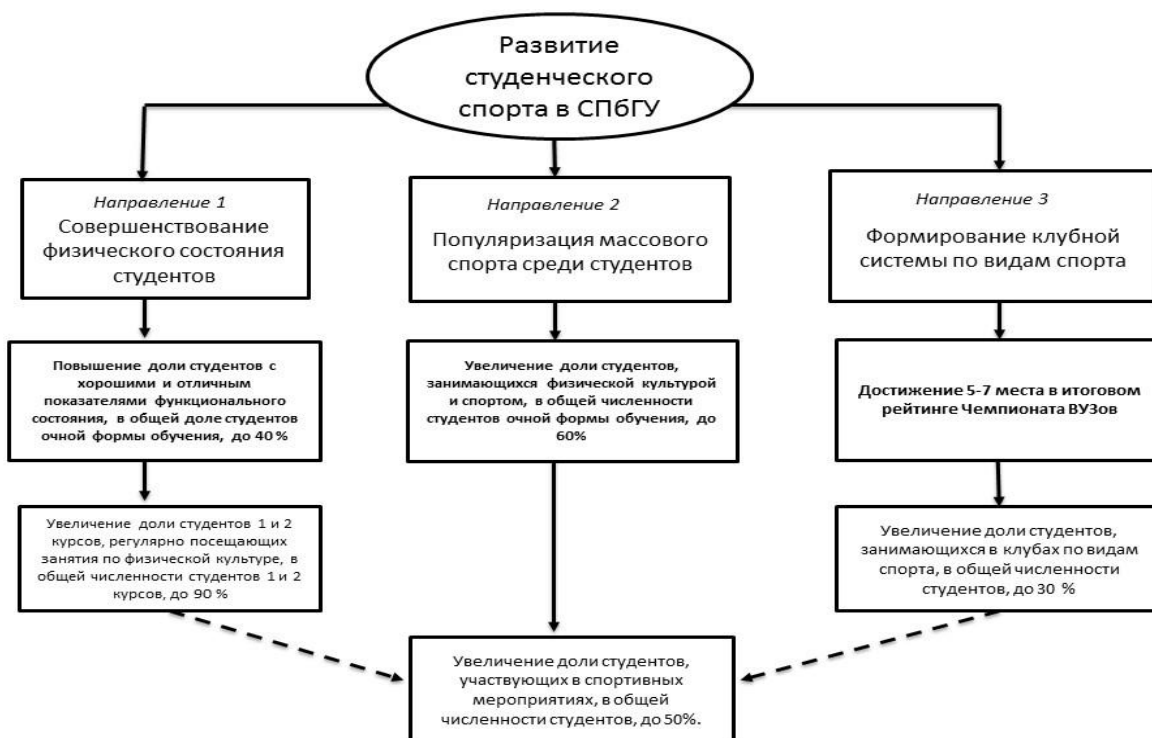 Развитие
студенческого
спорта в СПбГУ
Направление 1
Совершенствование
физического состояния
студентов
Направление 2
Популяризация массового
спорта среди студентов
Направление 3
Формирование клубной
системы по видам спорта
Повышение доли студентов с
хорошими и отличным
показателями функционального
состояния, в общей доле студентов
очной формы обучения, до 40 %
Увеличение доли студентов,
занимающихся физической культурой
и спортом, в общей численности
студентов очной формы обучения, до
60%
Достижение 5-7 места в итоговом
рейтинге Чемпионата ВУЗов
Увеличение доли студентов 1 и 2
курсов, регулярно посещающих
занятия по физической культуре, в
общей численности студентов 1 и 2
курсов, до 90 %
Увеличение доли студентов,
занимающихся в клубах по видам
спорта, в общей численности
студентов, до 30 %
Увеличение доли студентов,
участвующих в спортивных
мероприятиях, в общей
численности студентов, до 50%.